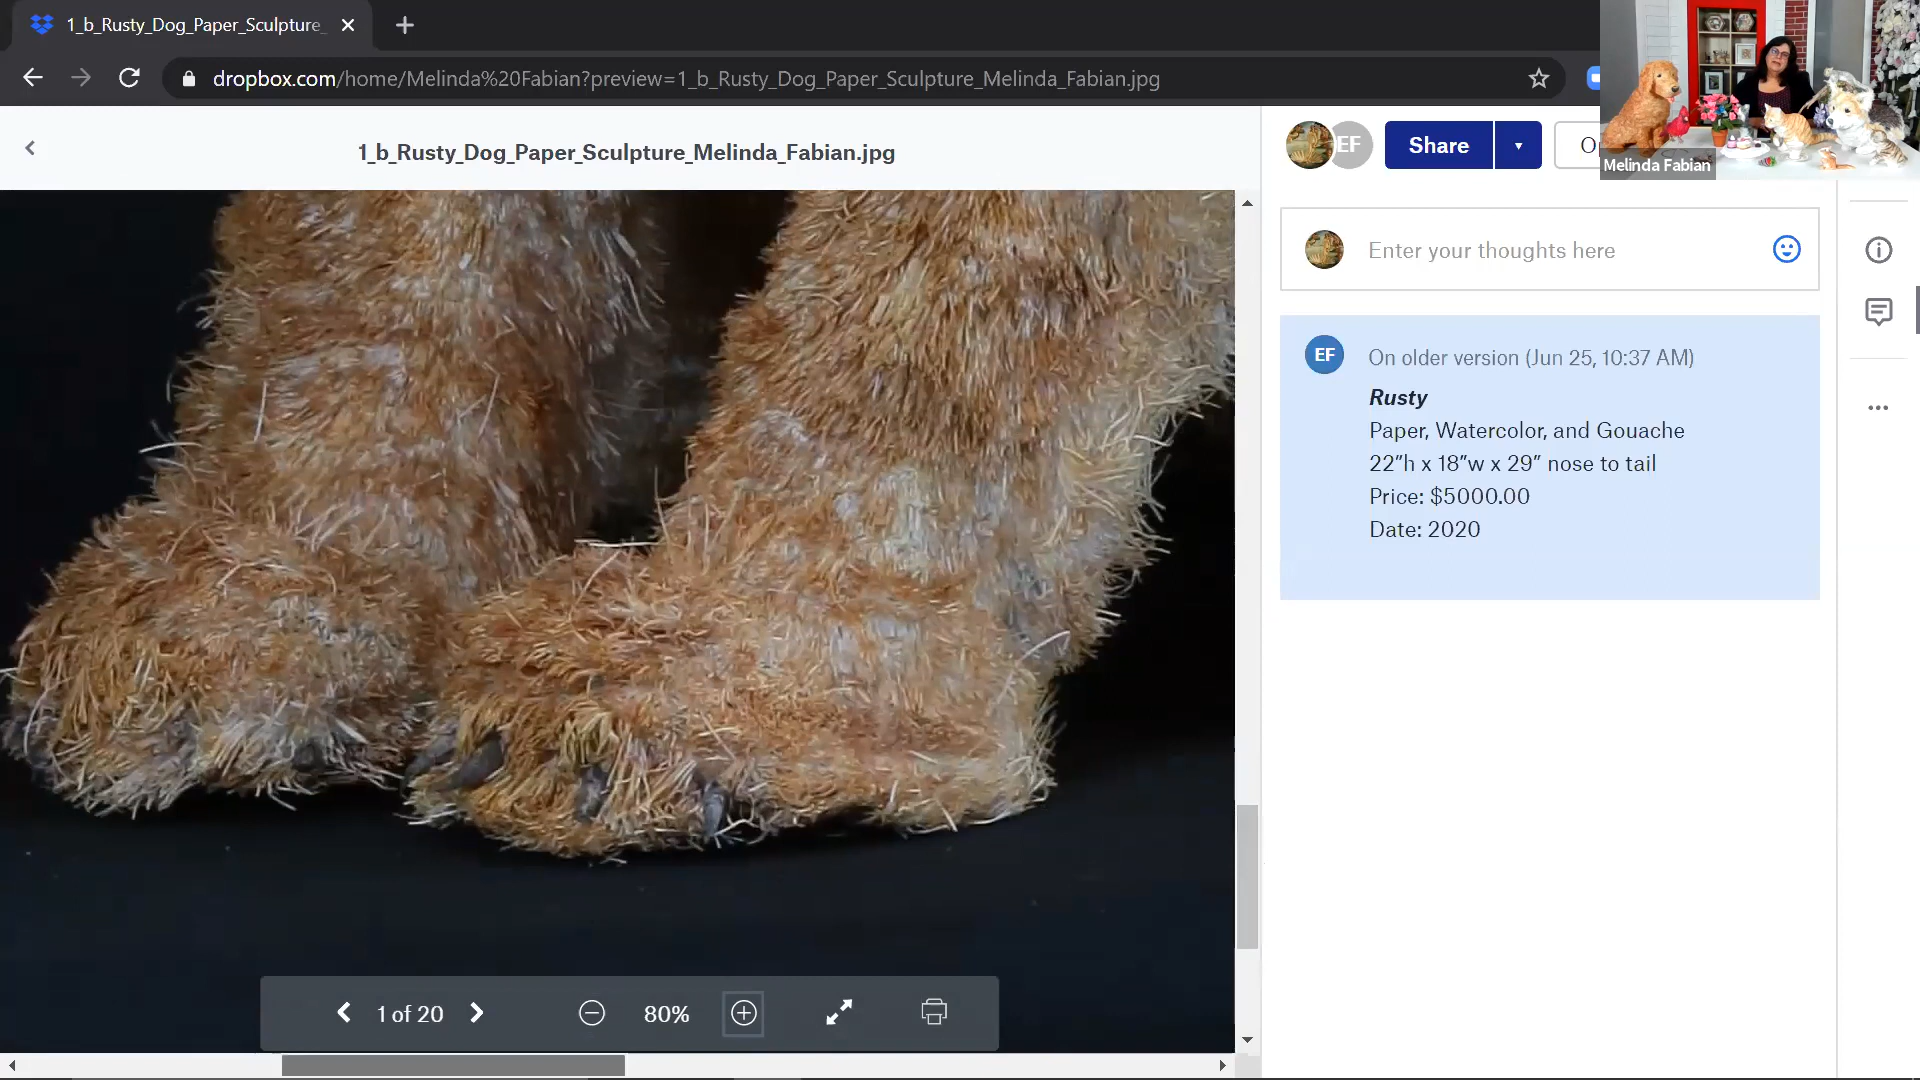 1_b_Rusty_Dog_Paper_Sculpture_
dropbox.com/home/Melinda%20Fabian?preview=1_b_Rusty_Dog_Paper_Sculpture_Melinda_Fabian.jpg
1_b_Rusty_Dog_Paper_Sculpture_Melinda_Fabian.jpg
EF
Share
O
Melinda Fabian
Enter your thoughts here
EF
On older version (Jun 25, 10:37 AM)
Rusty
Paper, Watercolor, and Gouache
22”h x 18”w x 29” nose to tail
Price: $5000.00
Date: 2020
1 of 20
80%